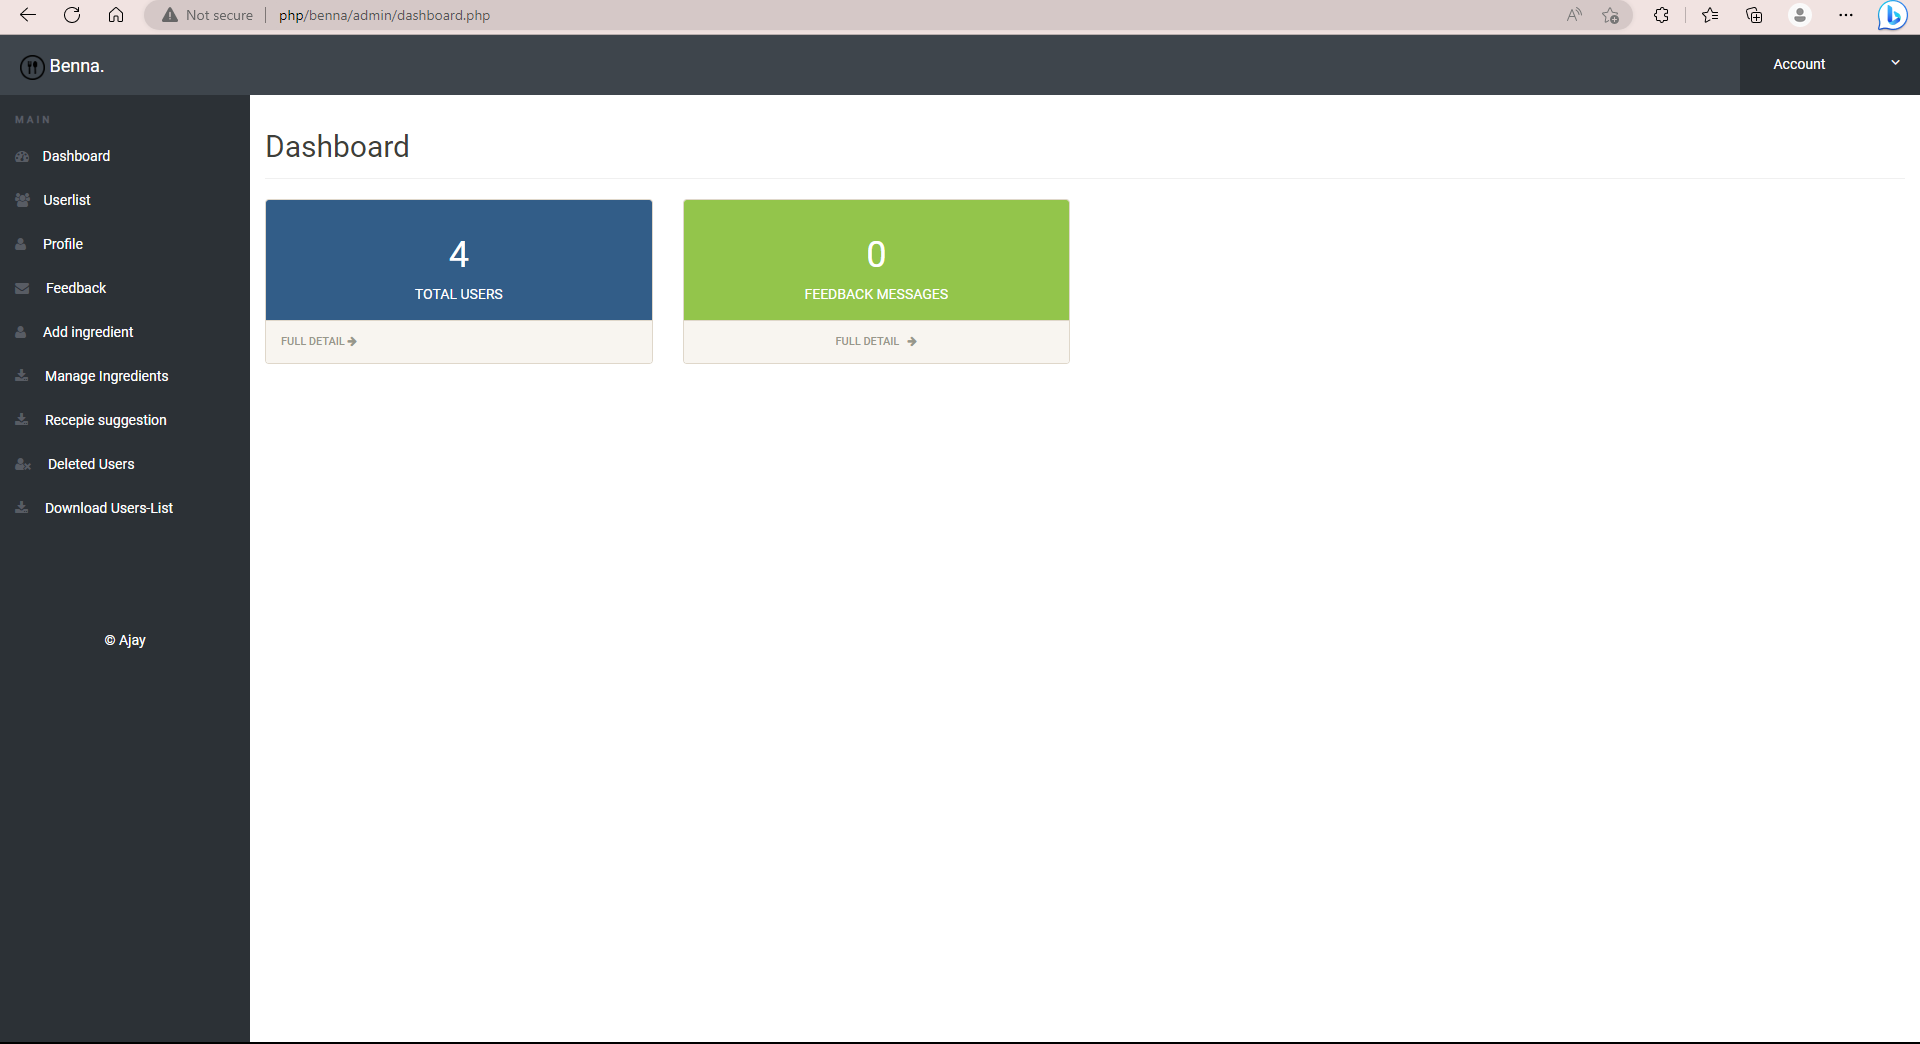 Not secure
php/benna/admin/dashboard.php
Benna.
Account
MAIN
Dashboard
Userlist
Profile
Feedback
Add ingredient
Manage Ingredients
Recepie suggestion
Deleted Users
Download Users-List
© Ajay
Dashboard
4
TOTAL USERS
FULL DETAIL
0
FEEDBACK MESSAGES
FULL DETAIL